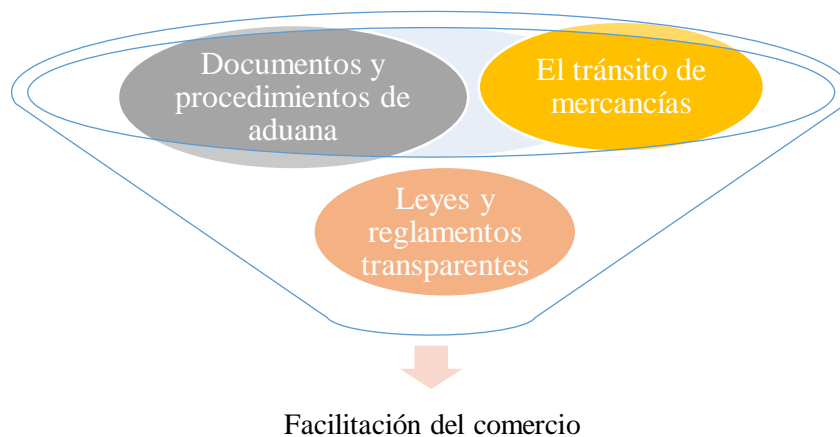 Documentos y
procedimientos de
aduana
El tránsito de
mercancías
Leyes y
reglamentos
transparentes
Facilitación del comercio